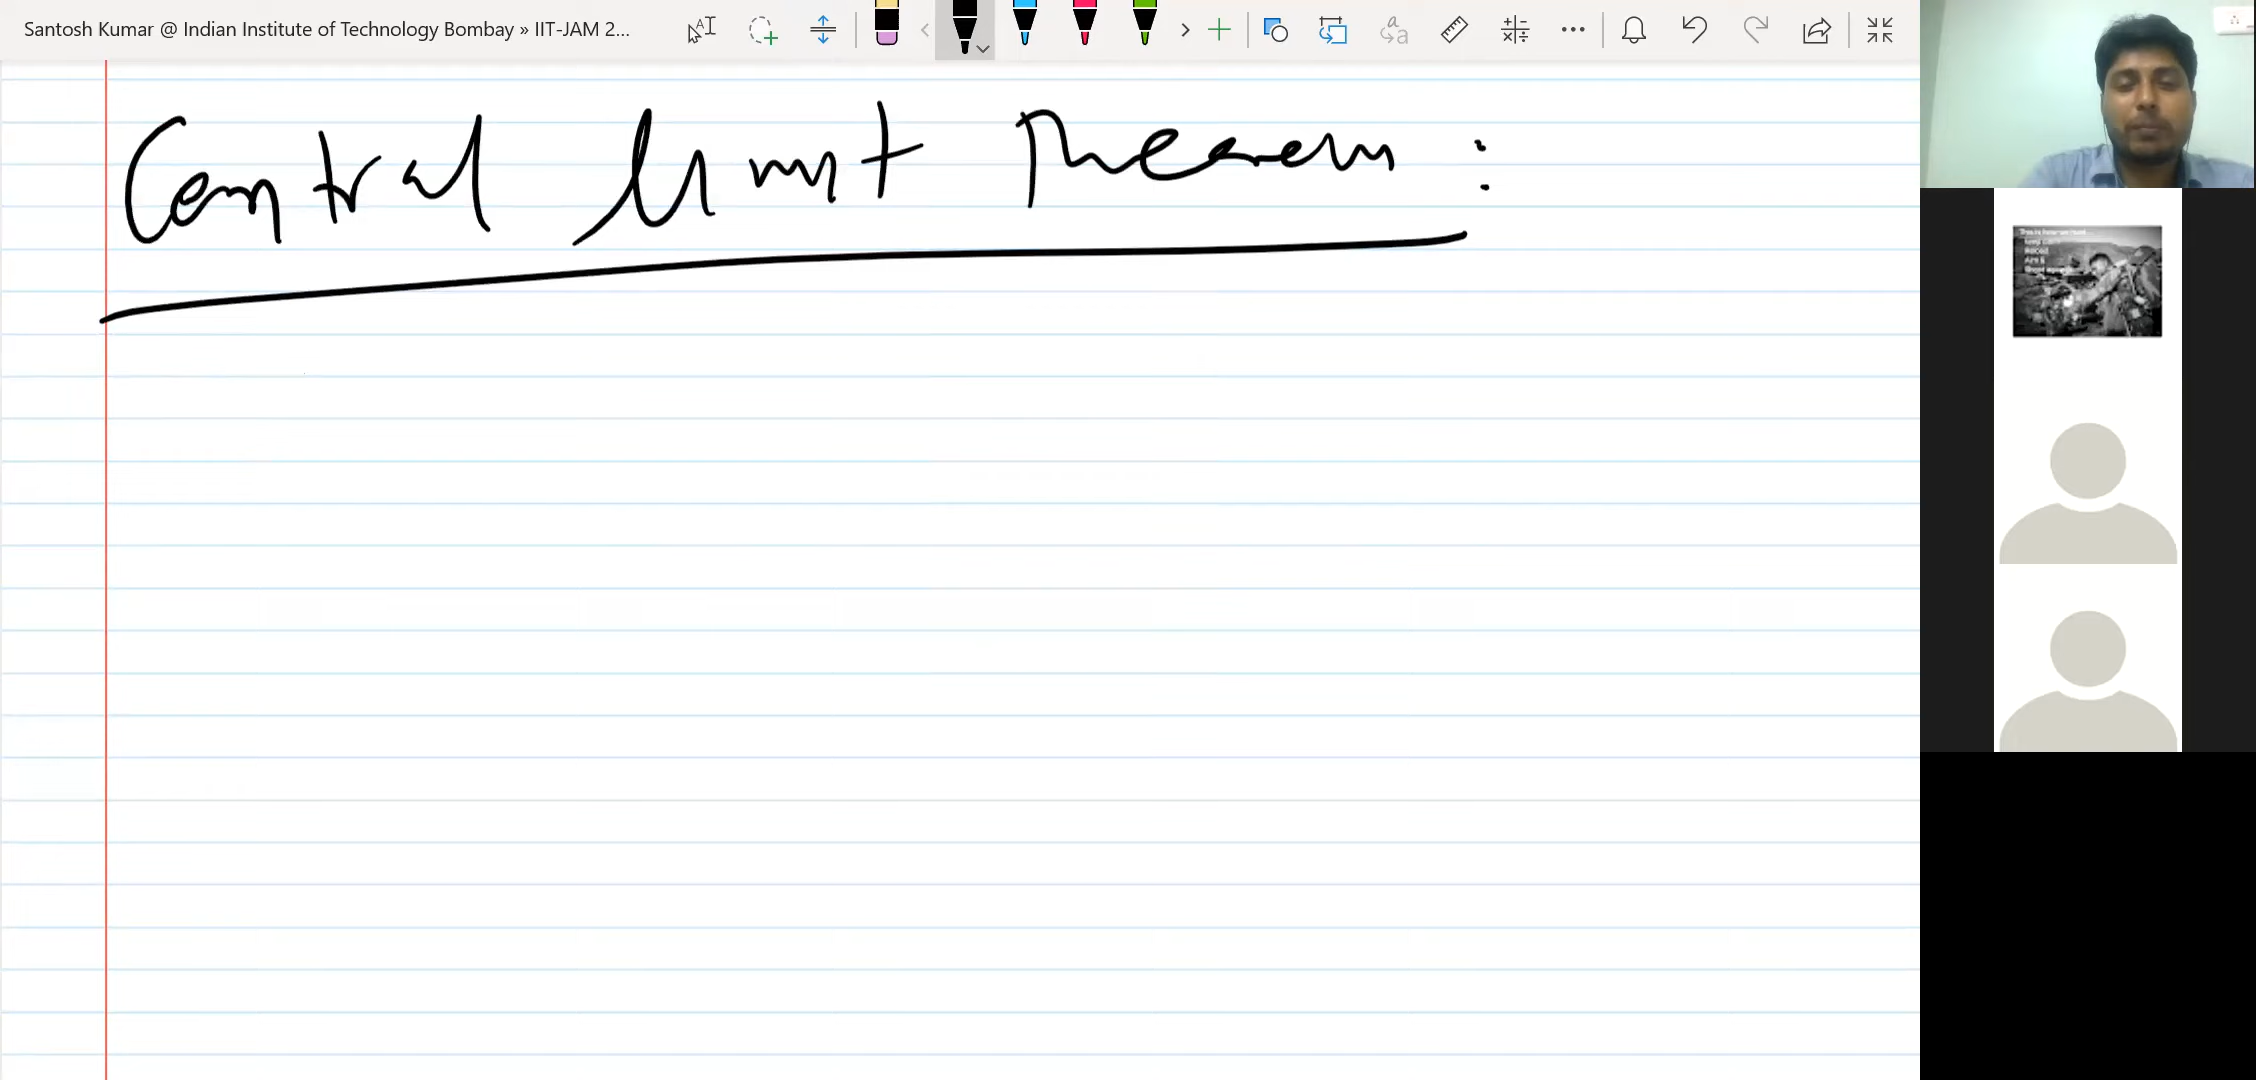 Santosh Kumar @ Indian Institute of Technology Bombay » IIT-JAM 2...
Central limit Theorem :